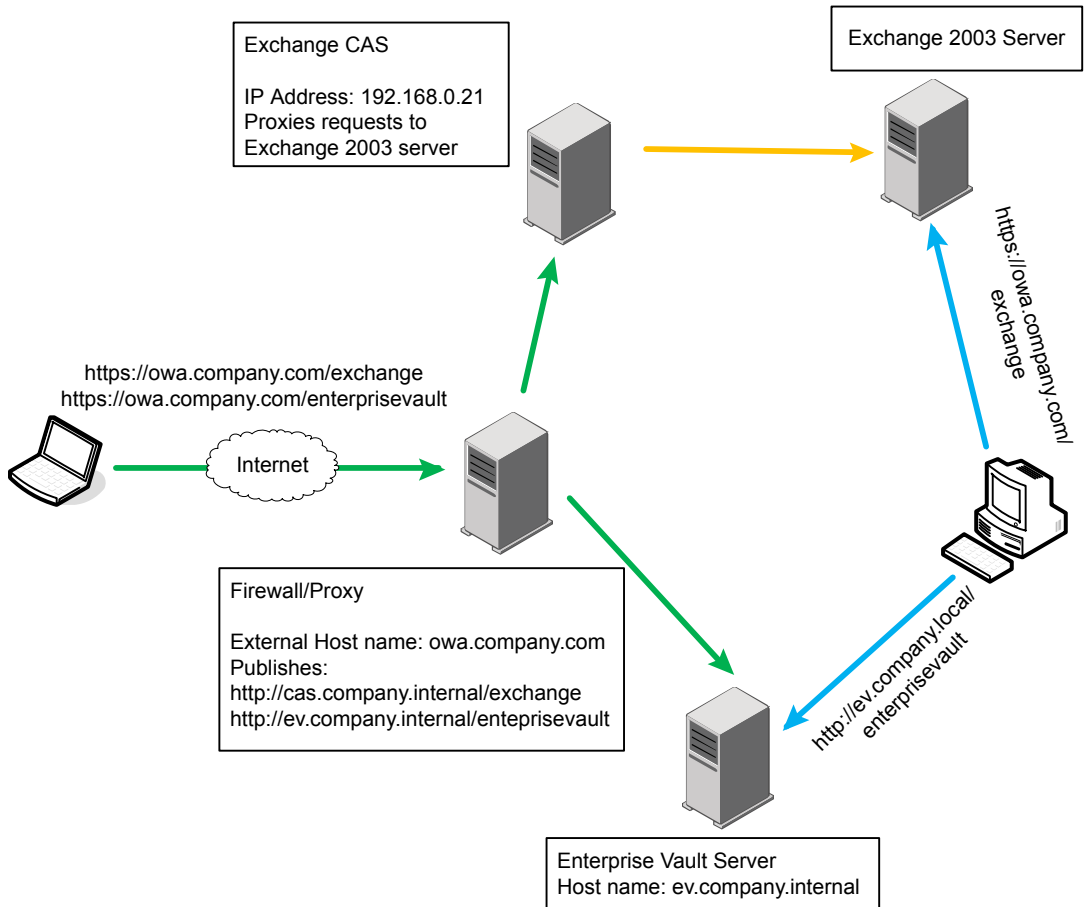 Exchange CAS
IP Address: 192.168.0.21
Proxies requests to
Exchange 2003 server
Exchange 2003 Server
https://owa.company.com/
exchange
https://owa.company.com/exchange
https://owa.company.com/enterprisevault
Internet
Firewall/Proxy
External Host name: owa.company.com
Publishes:
http://cas.company.internal/exchange
http://ev.company.internal/enteprisevault
http://ev.company.local/
enterprisevault
Enterprise Vault Server
Host name: ev.company.internal